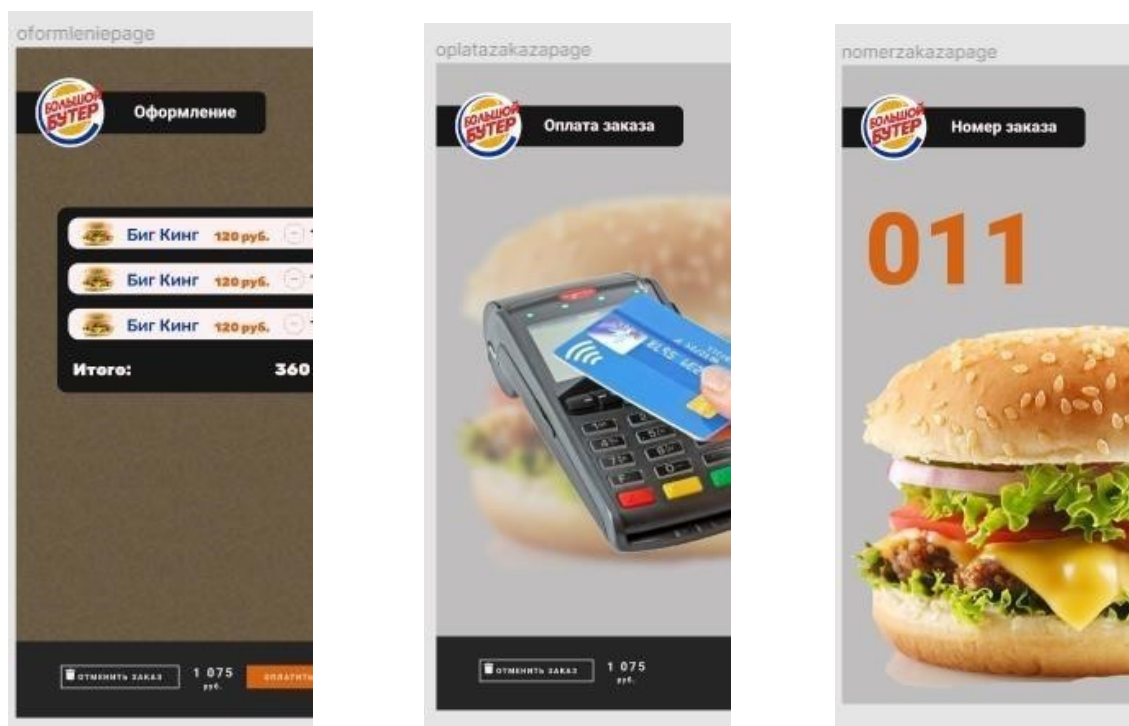 oformleniepage
БОЛЬШОЙ
БУТЕР
Оформление
Биг Кинг 120 руб.
Биг Кинг 120 руб.
Биг Кинг 120 руб.
Итого: 360
ОТМЕНИТЬ ЗАКАЗ
1 075
руб.
ОПЛАТИТЬ
oplatazakazapage
БОЛЬШОЙ
БУТЕР
Оплата заказа
ОТМЕНИТЬ ЗАКАЗ
1 075
руб.
nomerzakazapage
БОЛЬШОЙ
БУТЕР
Номер заказа
011